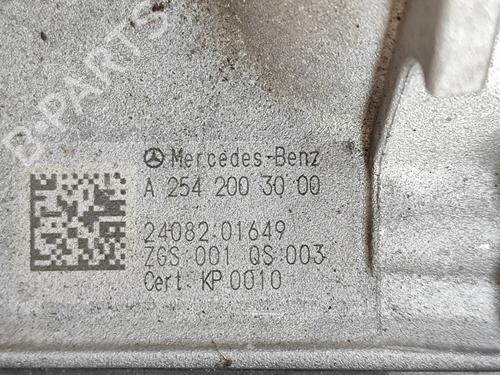 B-PARTS
Mercedes-Benz
A 254 200 30 00
24082 01649
ZGS:001 QS:003
Cert. KP 0010